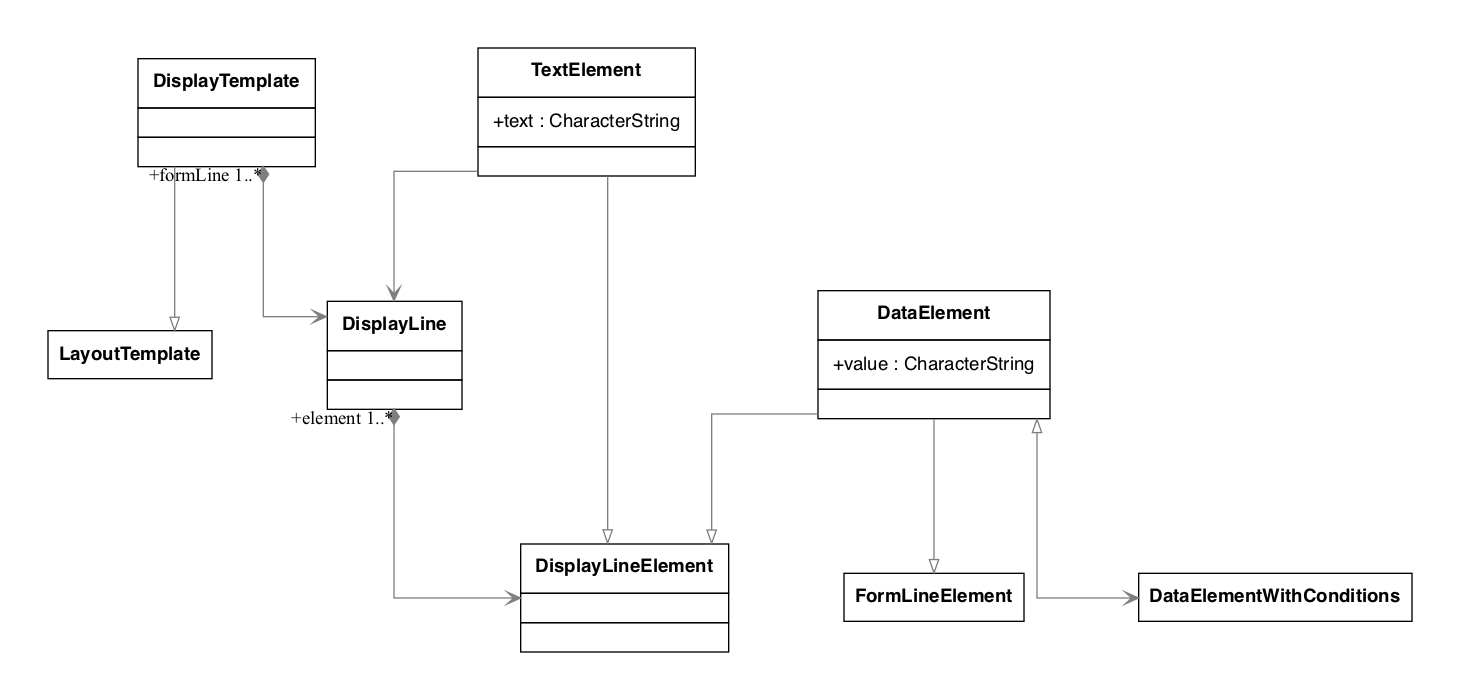 DisplayTemplate
TextElement
+text : CharacterString
+formLine 1..*
DisplayLine
DataElement
LayoutTemplate
+value : CharacterString
+element 1..*
DisplayLineElement
FormLineElement
DataElementWithConditions